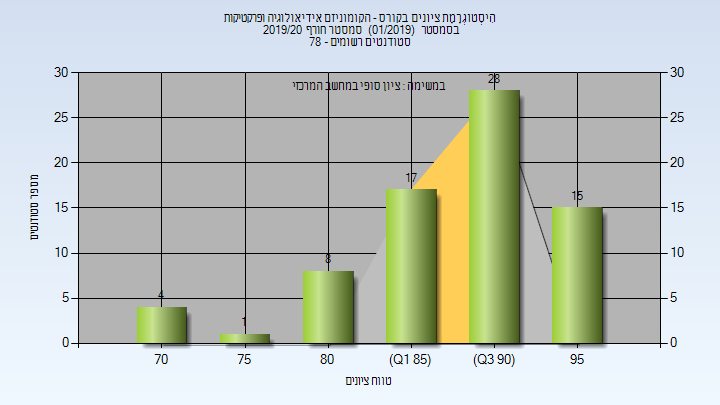 היסטוגרמת ציונים בקורס - הקומוניזם אידיאולוגיה ופרקטיקות
בסמסטר (01/2019) סמסטר חורף 2019/20
סטודנטים רשומים - 78
במשימה : ציון סופי במחשב המרכזי
30 30
25 25
20 20
15 15
10 10
5 5
0 0
4 1 8 17 28 15
מספר סטודנטים
70 75 80 (Q1 85) (Q3 90) 95
טווח ציונים